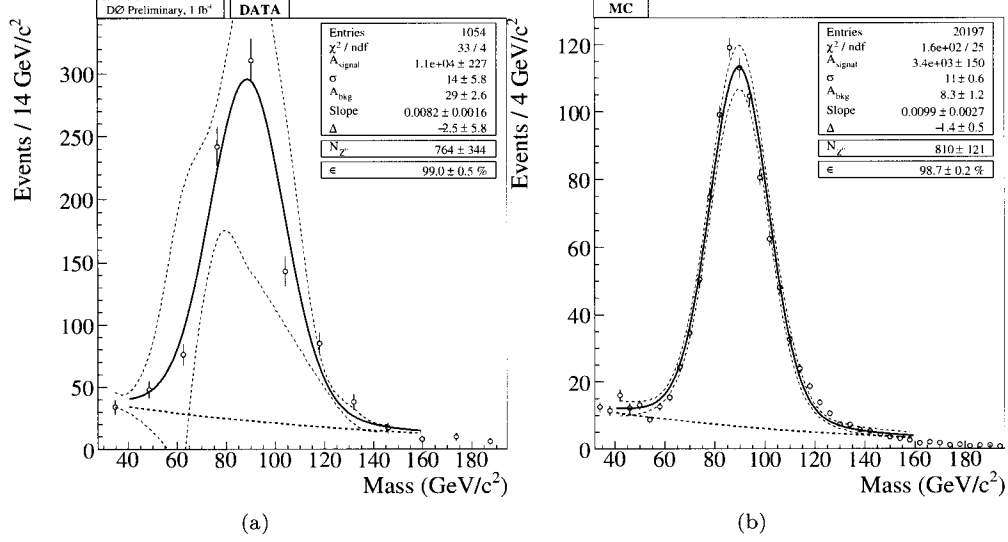 DØ Preliminary, 1 fb⁻¹
DATA
Events / 14 GeV/c2
Entries 1054
χ² / ndf 33 / 4
A_signal 1.1e+04 ± 227
σ 14 ± 5.8
A_bkg 29 ± 2.6
Slope 0.0082 ± 0.0016
Δ −2.5 ± 5.8
N_Z⁰ 764 ± 344
ϵ 99.0 ± 0.5 %
300
250
200
150
100
50
0
40 60 80 100 120 140 160 180
Mass (GeV/c²)
(a)
MC
Events / 4 GeV/c2
Entries 20197
χ² / ndf 1.6e+02 / 25
A_signal 3.4e+03 ± 150
σ 11 ± 0.6
A_bkg 8.3 ± 1.2
Slope 0.0099 ± 0.0027
Δ −1.4 ± 0.5
N_Z⁰ 810 ± 121
ϵ 98.7 ± 0.2 %
120
100
80
60
40
20
0
40 60 80 100 120 140 160 180
Mass (GeV/c²)
(b)